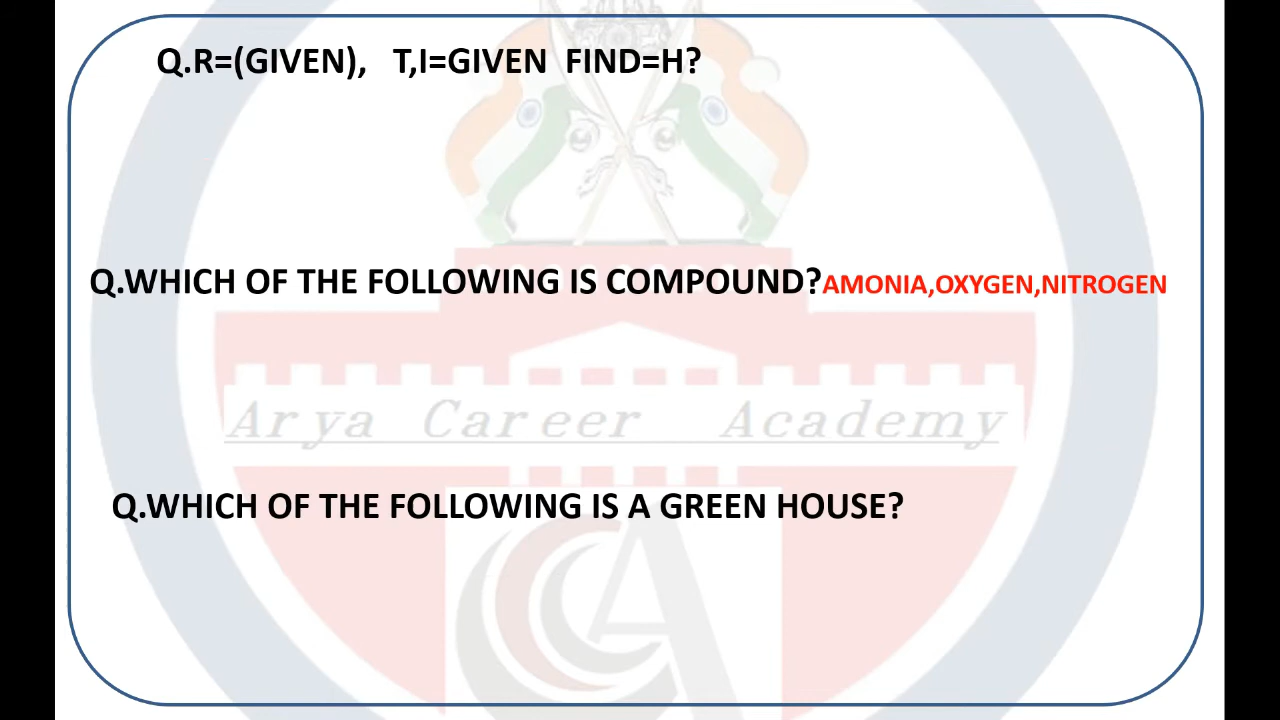 Q.R=(GIVEN), T,I=GIVEN FIND=H?
Q.WHICH OF THE FOLLOWING IS COMPOUND?AMONIA,OXYGEN,NITROGEN
Arya Career Academy
Q.WHICH OF THE FOLLOWING IS A GREEN HOUSE?
CA